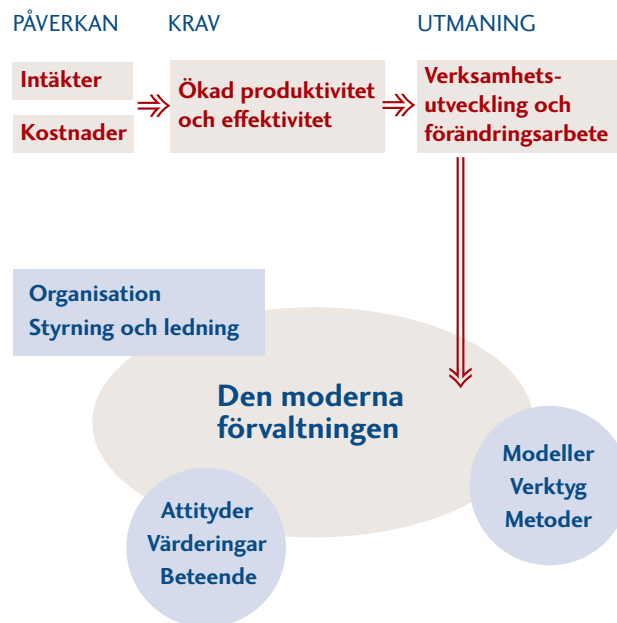 PÅVERKAN KRAV UTMANING
Intäkter
Kostnader
Ökad produktivitet
och effektivitet
Verksamhets-
utveckling och
förändringsarbete
Organisation
Styrning och ledning
Den moderna
förvaltningen
Modeller
Verktyg
Metoder
Attityder
Värderingar
Beteende